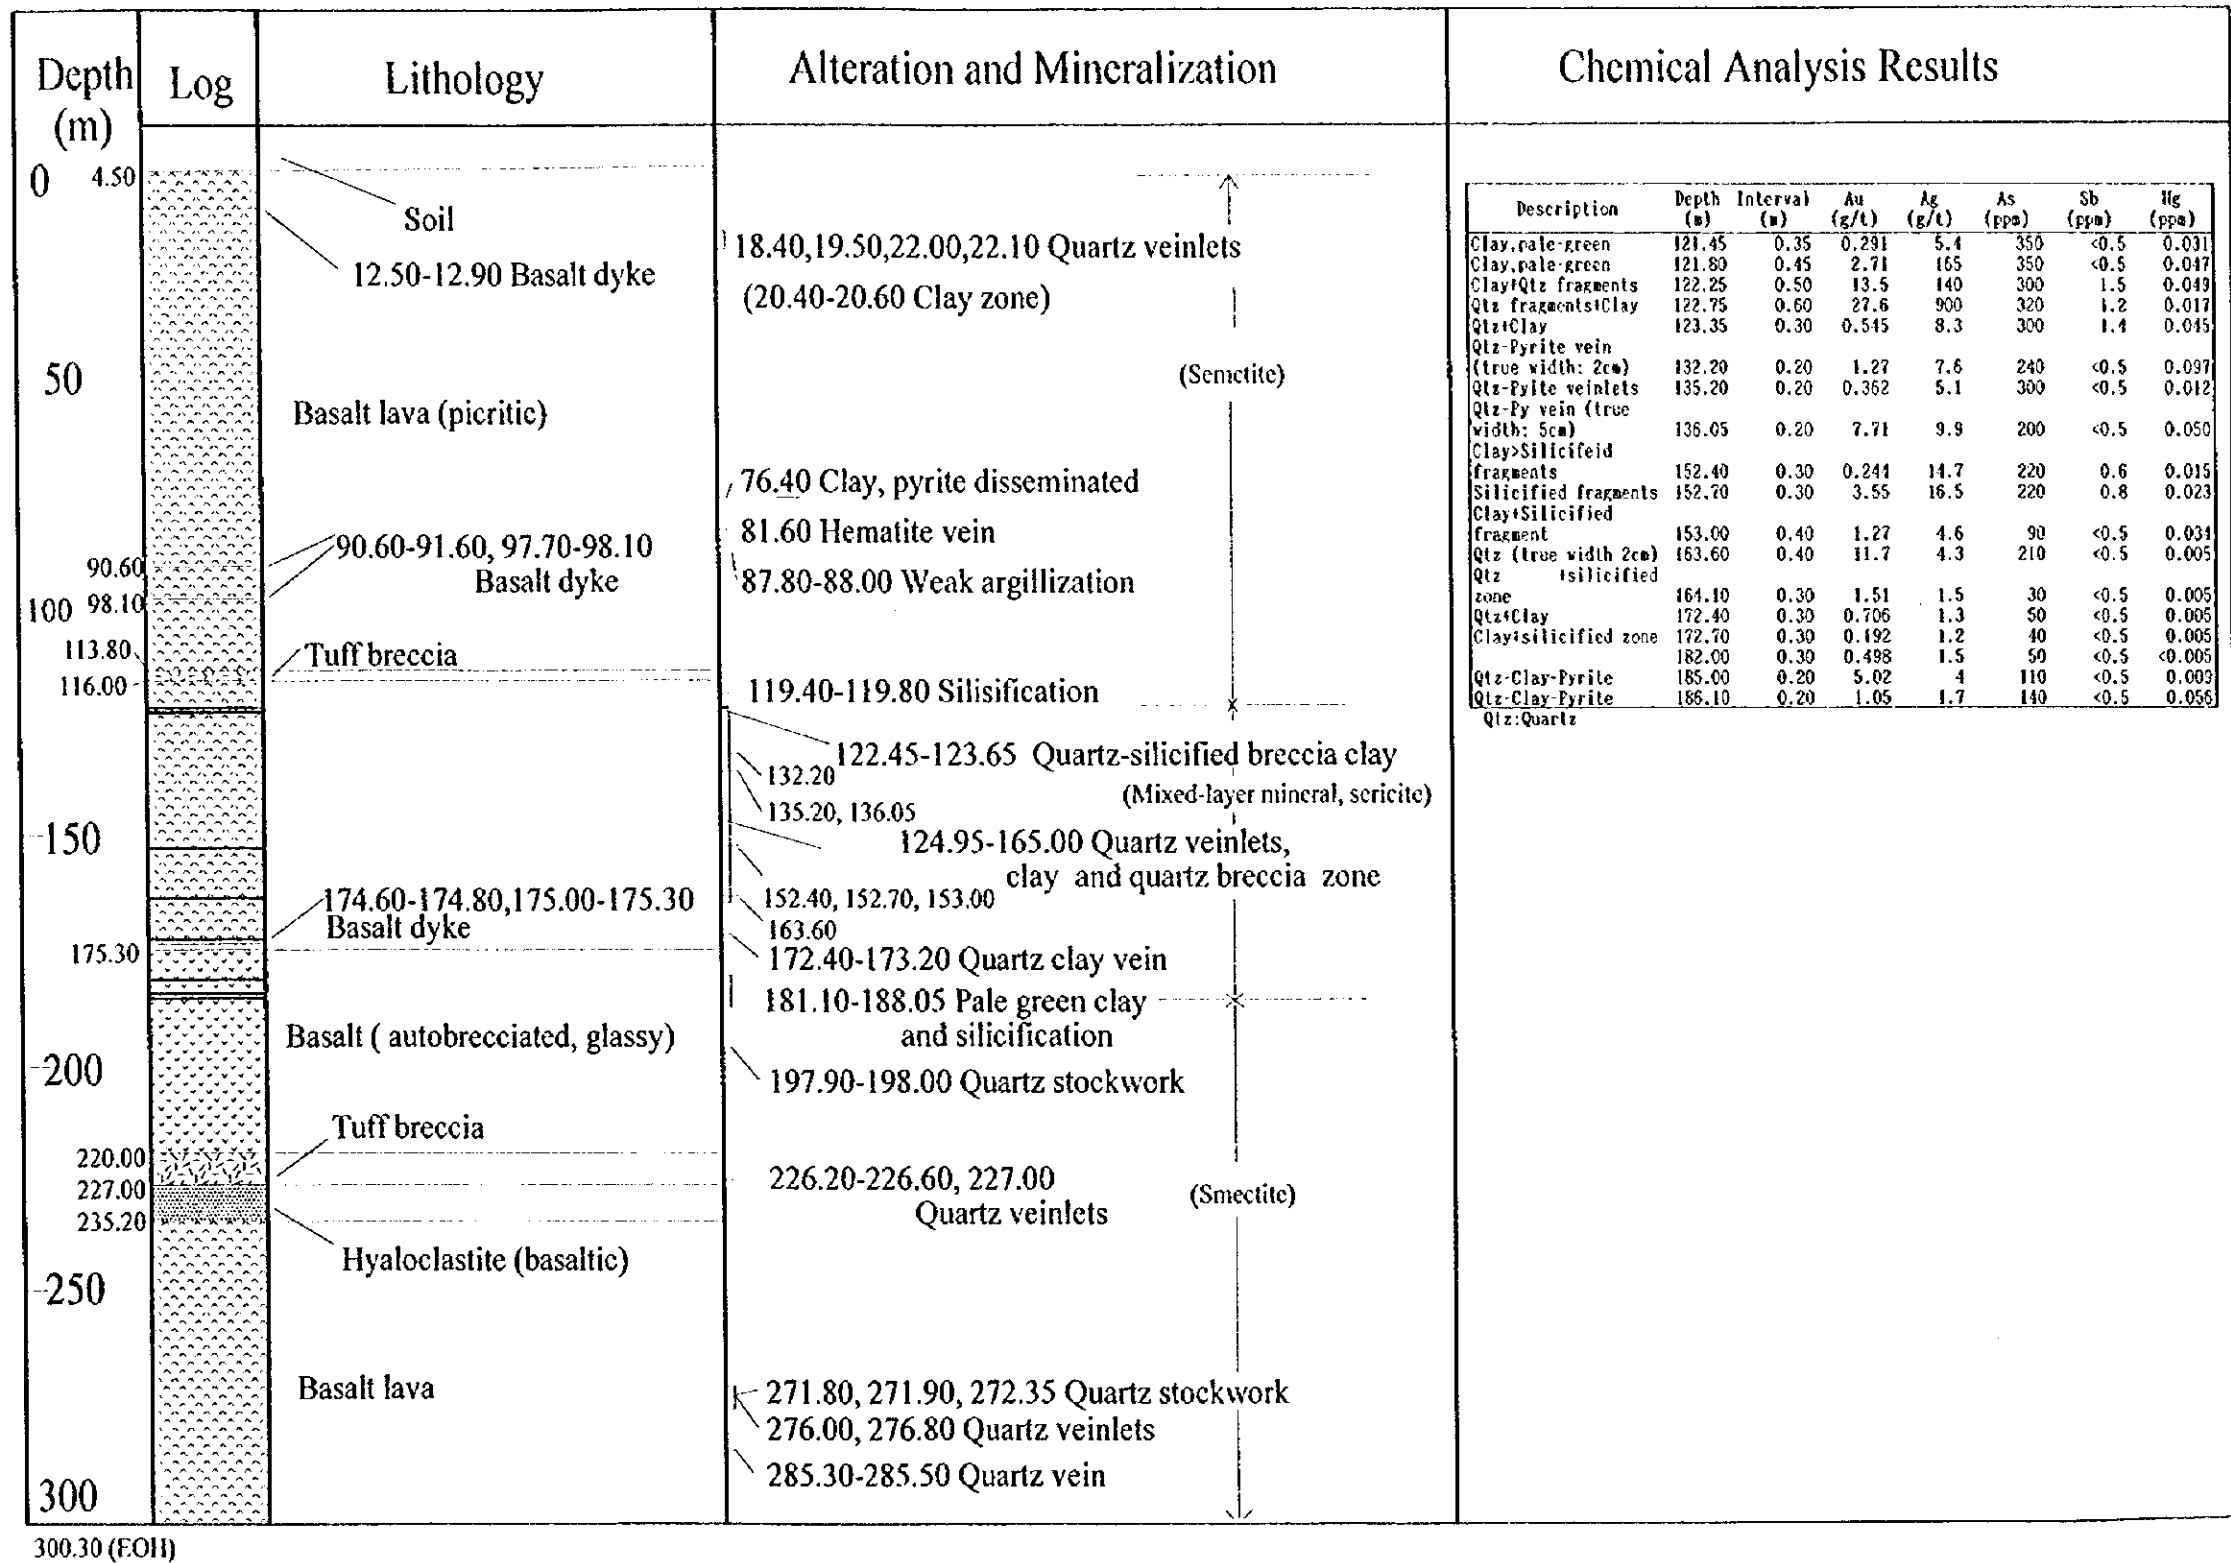 Depth
(m)
Log
Lithology
Alteration and Mineralization
Chemical Analysis Results
0
4.50
50
90.60
100
98.10
113.80
116.00
150
175.30
200
220.00
227.00
235.20
250
300
300.30 (EOH)
Soil
12.50-12.90 Basalt dyke
Basalt lava (picritic)
90.60-91.60, 97.70-98.10
Basalt dyke
Tuff breccia
174.60-174.80,175.00-175.30
Basalt dyke
Basalt ( autobrecciated, glassy)
Tuff breccia
Hyaloclastite (basaltic)
Basalt lava
18.40,19.50,22.00,22.10 Quartz veinlets
(20.40-20.60 Clay zone)
(Semctite)
76.40 Clay, pyrite disseminated
81.60 Hematite vein
87.80-88.00 Weak argillization
119.40-119.80 Silisification
122.45-123.65 Quartz-silicified breccia clay
132.20
(Mixed-layer mineral, sericite)
135.20, 136.05
124.95-165.00 Quartz veinlets,
clay and quartz breccia zone
152.40, 152.70, 153.00
163.60
172.40-173.20 Quartz clay vein
181.10-188.05 Pale green clay
and silicification
197.90-198.00 Quartz stockwork
226.20-226.60, 227.00
Quartz veinlets
(Smectite)
271.80, 271.90, 272.35 Quartz stockwork
276.00, 276.80 Quartz veinlets
285.30-285.50 Quartz vein
Description Depth Interval Au Ag As Sb Hg
(m) (m) (g/t) (g/t) (ppm) (ppm) (ppm)
Clay,pale-green 121.45 0.35 0.291 5.4 350 <0.5 0.031
Clay,pale-green 121.80 0.45 2.71 165 350 <0.5 0.047
Clay+Qtz fragments 122.25 0.50 13.5 140 300 1.5 0.049
Qtz fragments+Clay 122.75 0.60 27.6 900 320 1.2 0.017
Qtz+Clay 123.35 0.30 0.545 8.3 300 1.4 0.045
Qtz-Pyrite vein
(true width: 2cm) 132.20 0.20 1.27 7.6 240 <0.5 0.097
Qtz-Pyite veinlets 135.20 0.20 0.362 5.1 300 <0.5 0.012
Qtz-Py vein (true
width: 5cm) 136.05 0.20 7.71 9.9 200 <0.5 0.050
Clay>Silicifeid
fragments 152.40 0.30 0.244 14.7 220 0.6 0.015
Silicified fragments 152.70 0.30 3.55 16.5 220 0.8 0.023
Clay+Silicified
fragment 153.00 0.40 1.27 4.6 90 <0.5 0.034
Qtz (true width 2cm) 163.60 0.40 11.7 4.3 210 <0.5 0.005
Qtz +silicified
zone 164.10 0.30 1.51 1.5 30 <0.5 0.005
Qtz+Clay 172.40 0.30 0.706 1.3 50 <0.5 0.005
Clay+silicified zone 172.70 0.30 0.192 1.2 40 <0.5 0.005
182.00 0.30 0.498 1.5 50 <0.5 <0.005
Qtz-Clay-Pyrite 185.00 0.20 5.02 4 110 <0.5 0.009
Qtz-Clay-Pyrite 186.10 0.20 1.05 1.7 140 <0.5 0.056
Qtz:Quartz